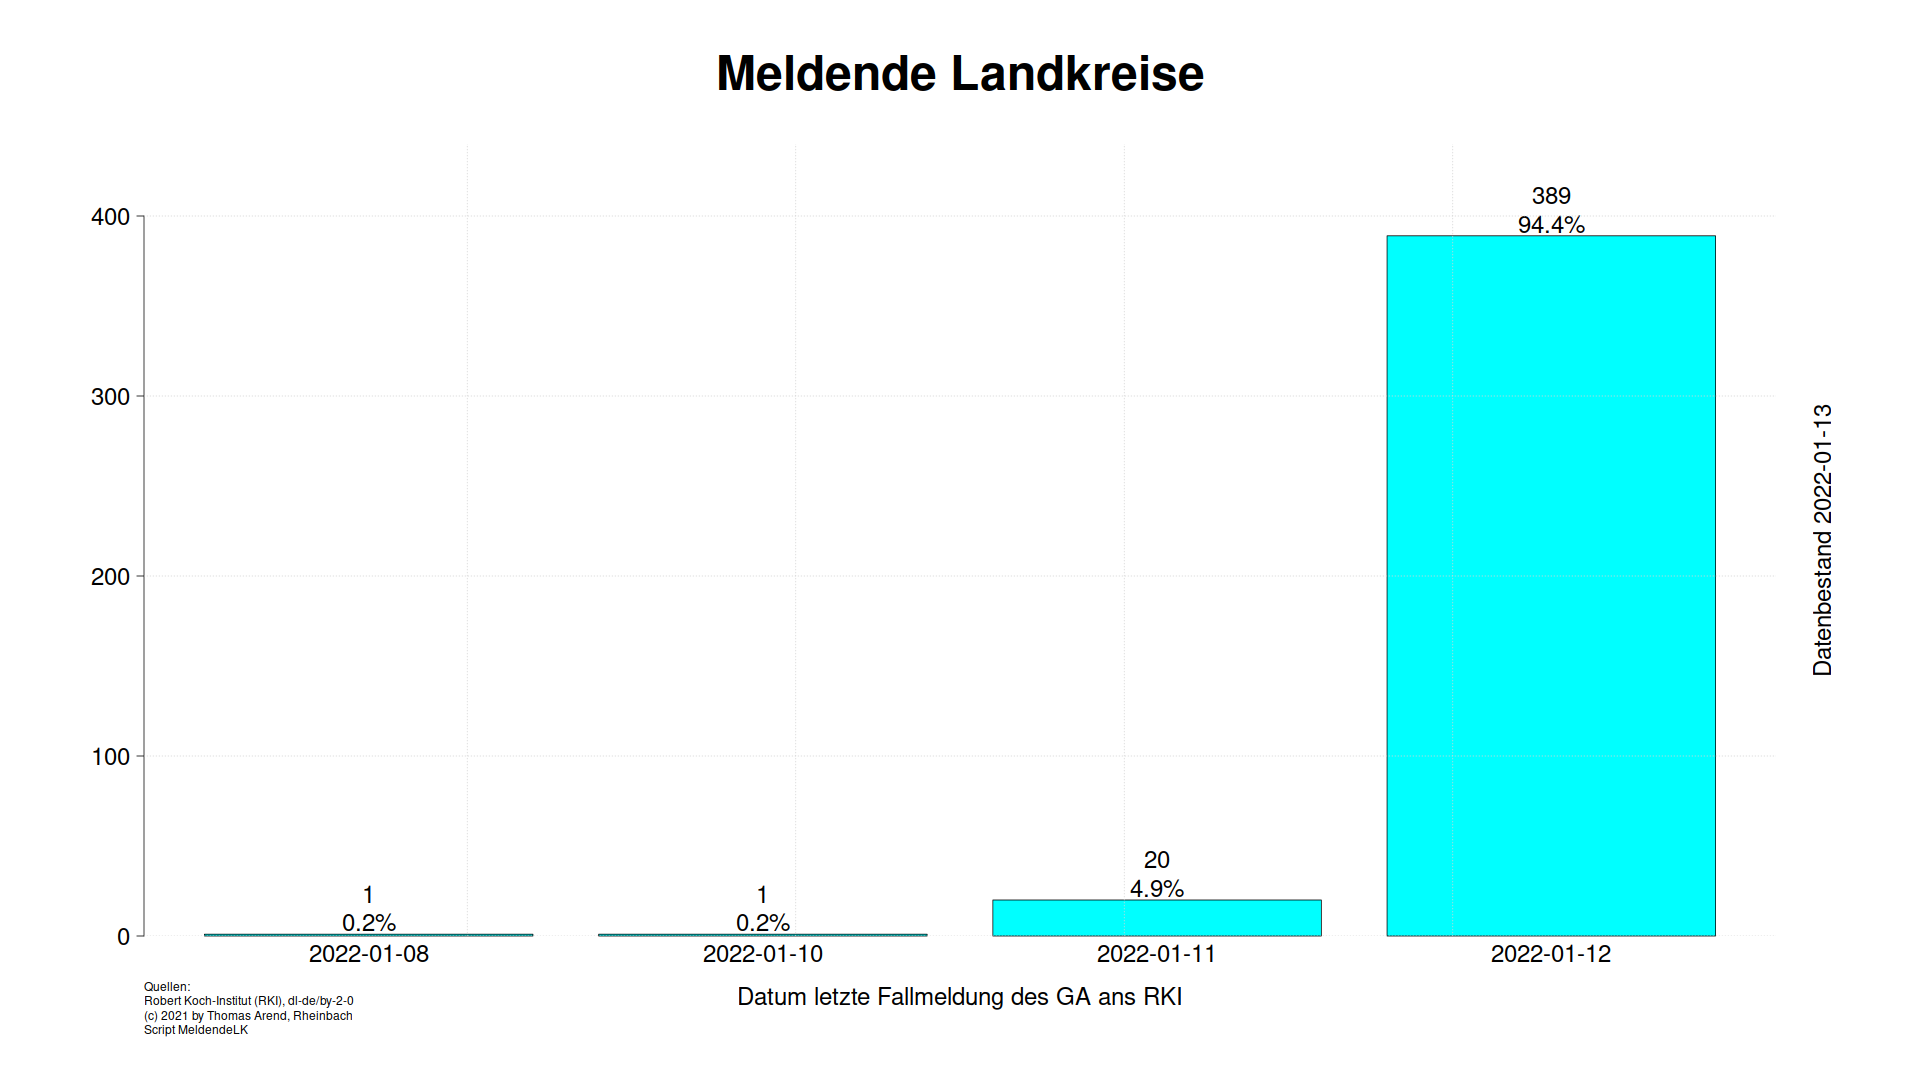 Meldende Landkreise
400
300
200
100
0
1
0.2%
1
0.2%
20
4.9%
389
94.4%
2022-01-08
2022-01-10
2022-01-11
2022-01-12
Datum letzte Fallmeldung des GA ans RKI
Datenbestand 2022-01-13
Quellen:
Robert Koch-Institut (RKI), dl-de/by-2-0
(c) 2021 by Thomas Arend, Rheinbach
Script MeldendeLK